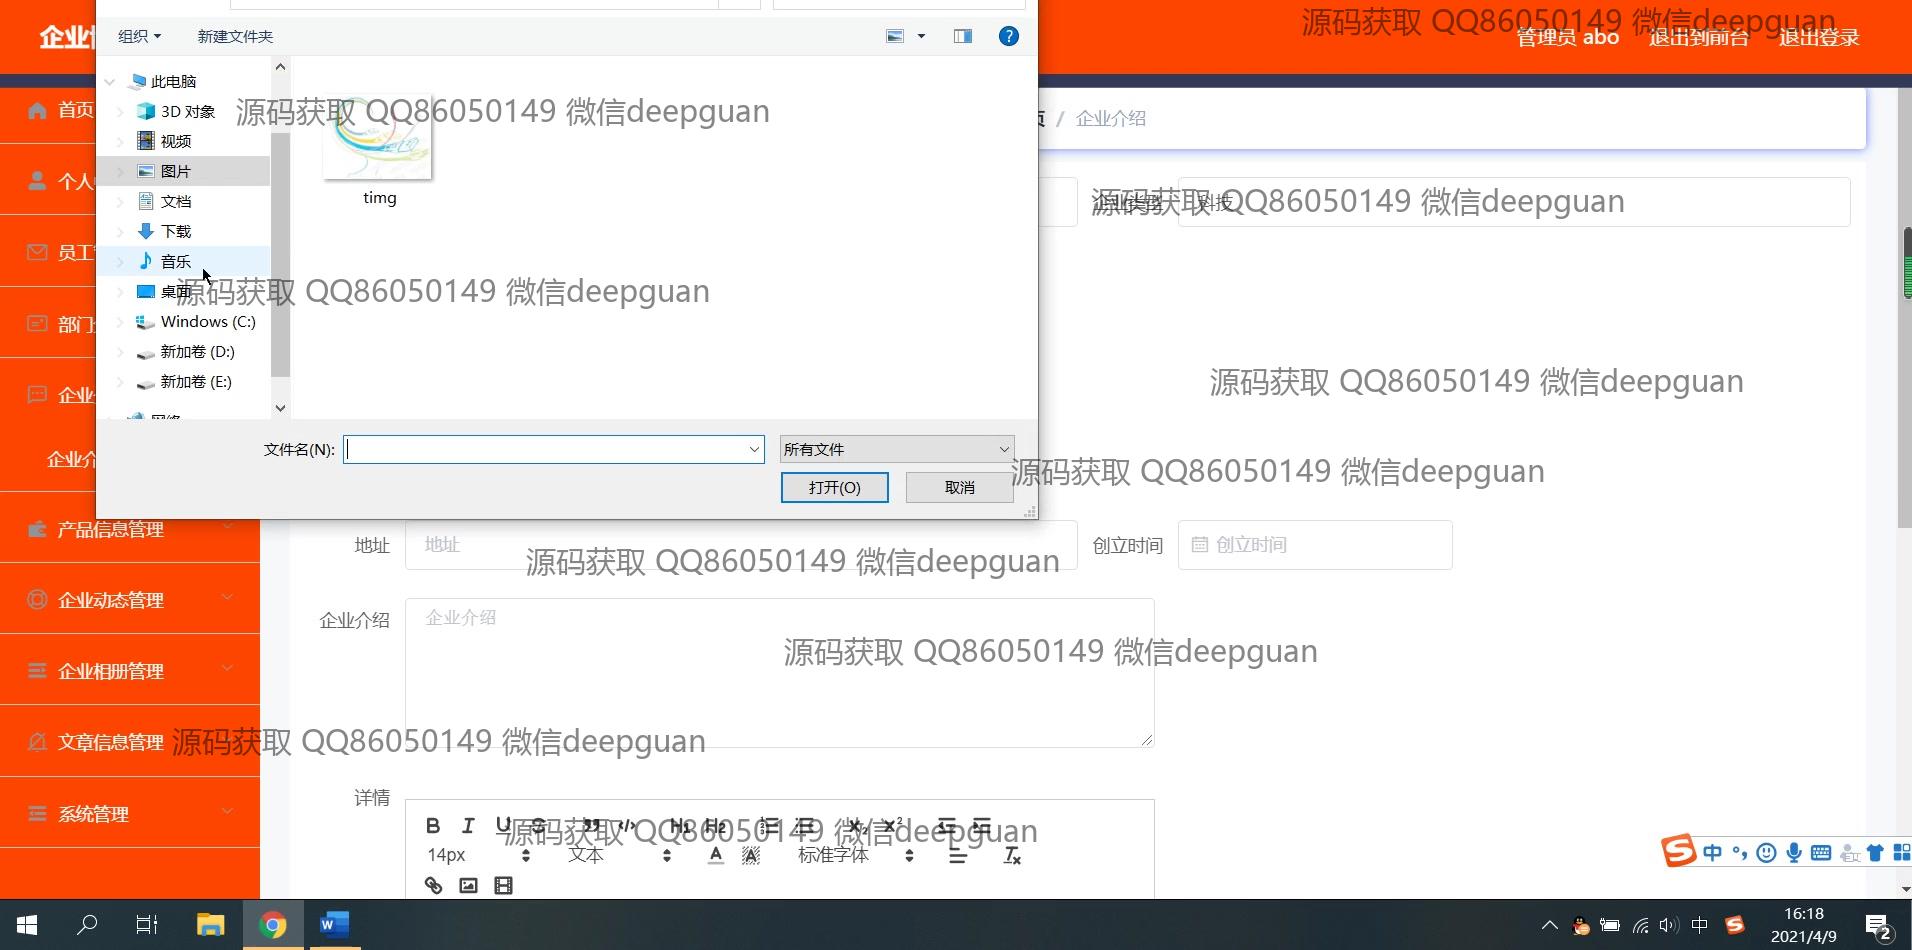 企业
源码获取 QQ86050149 微信deepguan
管理员 abo
退出到前台
退出登录
组织
新建文件夹
此电脑
3D 对象
视频
图片
文档
下载
音乐
桌面
Windows (C:)
新加卷 (D:)
新加卷 (E:)
网络
源码获取 QQ86050149 微信deepguan
timg
源码获取 QQ86050149 微信deepguan
文件名(N):
所有文件
打开(O)
取消
首页
个人
员工
部门
企业
企业介
产品信息管理
企业动态管理
企业相册管理
文章信息管理
系统管理
页 / 企业介绍
企业类型
科技
源码获取 QQ86050149 微信deepguan
源码获取 QQ86050149 微信deepguan
源码获取 QQ86050149 微信deepguan
地址
地址
创立时间
创立时间
源码获取 QQ86050149 微信deepguan
企业介绍
企业介绍
源码获取 QQ86050149 微信deepguan
源码获取 QQ86050149 微信deepguan
详情
B I U S H1 H2 X2 X2
源码获取 QQ86050149 微信deepguan
14px
文本
A
A
标准字体
中
中
16:18
2021/4/9
2